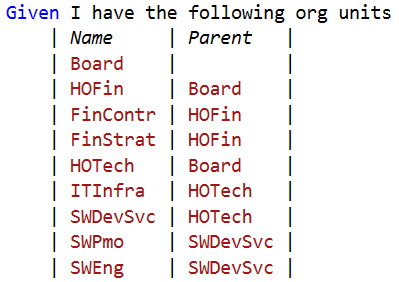 Given I have the following org units
| Name | Parent |
| Board | |
| HOFin | Board |
| FinContr | HOFin |
| FinStrat | HOFin |
| HOTech | Board |
| ITInfra | HOTech |
| SWDevSvc | HOTech |
| SWPmo | SWDevSvc |
| SWEng | SWDevSvc |